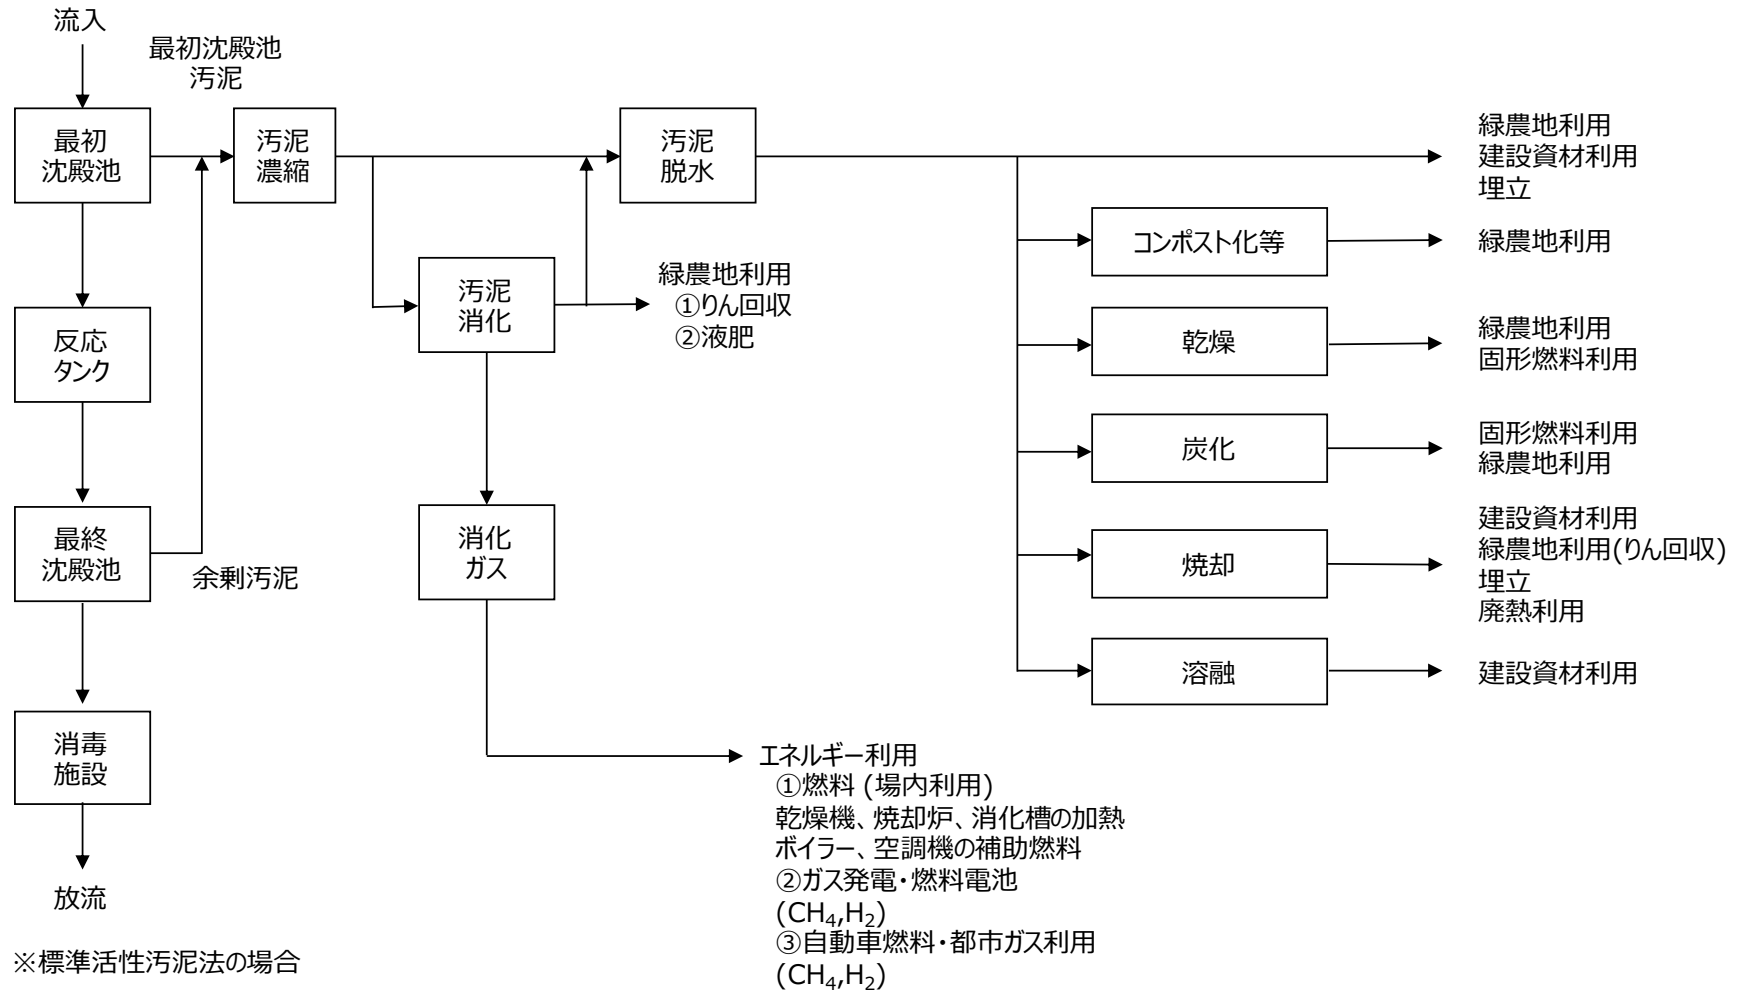 流入
最初沈殿池
汚泥
最初
沈殿池
汚泥
濃縮
汚泥
脱水
緑農地利用
建設資材利用
埋立
コンポスト化等
緑農地利用
汚泥
消化
緑農地利用
①りん回収
②液肥
乾燥
緑農地利用
固形燃料利用
反応
タンク
炭化
固形燃料利用
緑農地利用
最終
沈殿池
余剰汚泥
消化
ガス
焼却
建設資材利用
緑農地利用(りん回収)
埋立
廃熱利用
溶融
建設資材利用
消毒
施設
エネルギー利用
①燃料 (場内利用)
乾燥機、焼却炉、消化槽の加熱
ボイラー、空調機の補助燃料
②ガス発電・燃料電池
(CH₄,H₂)
③自動車燃料・都市ガス利用
(CH₄,H₂)
放流
※標準活性汚泥法の場合